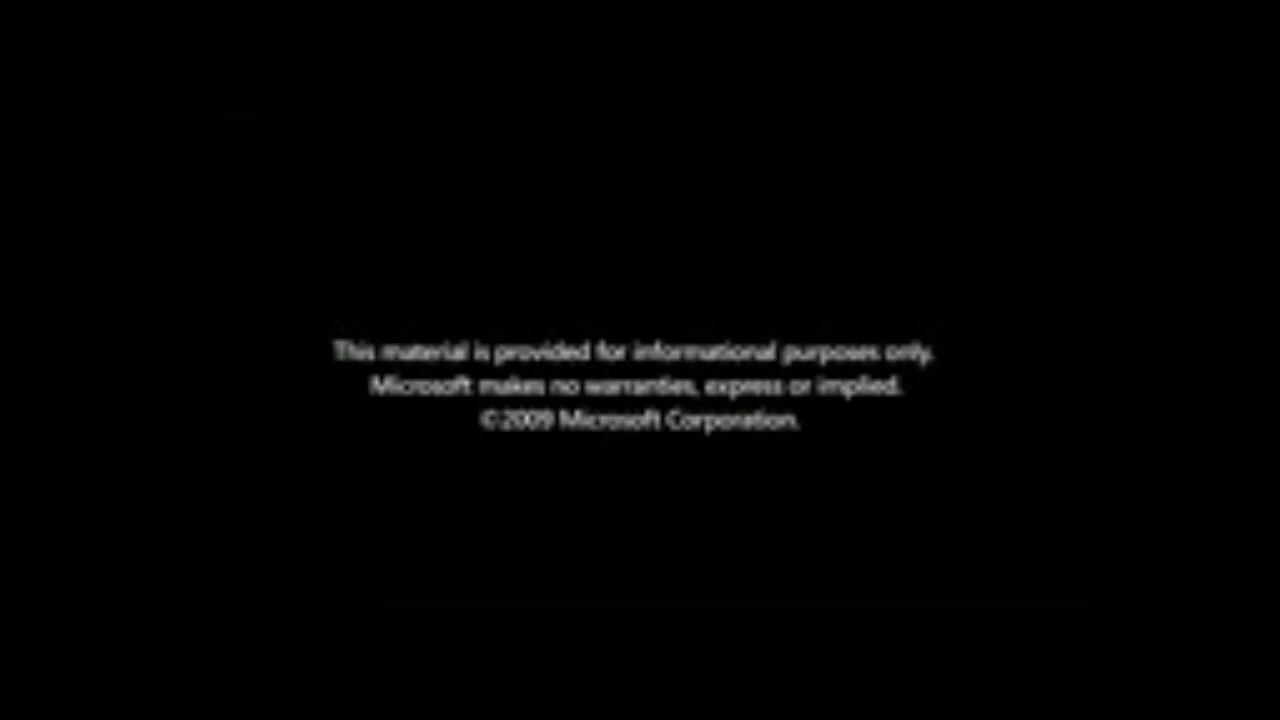 This material is provided for informational purposes only.
Microsoft makes no warranties, express or implied.
©2009 Microsoft Corporation.